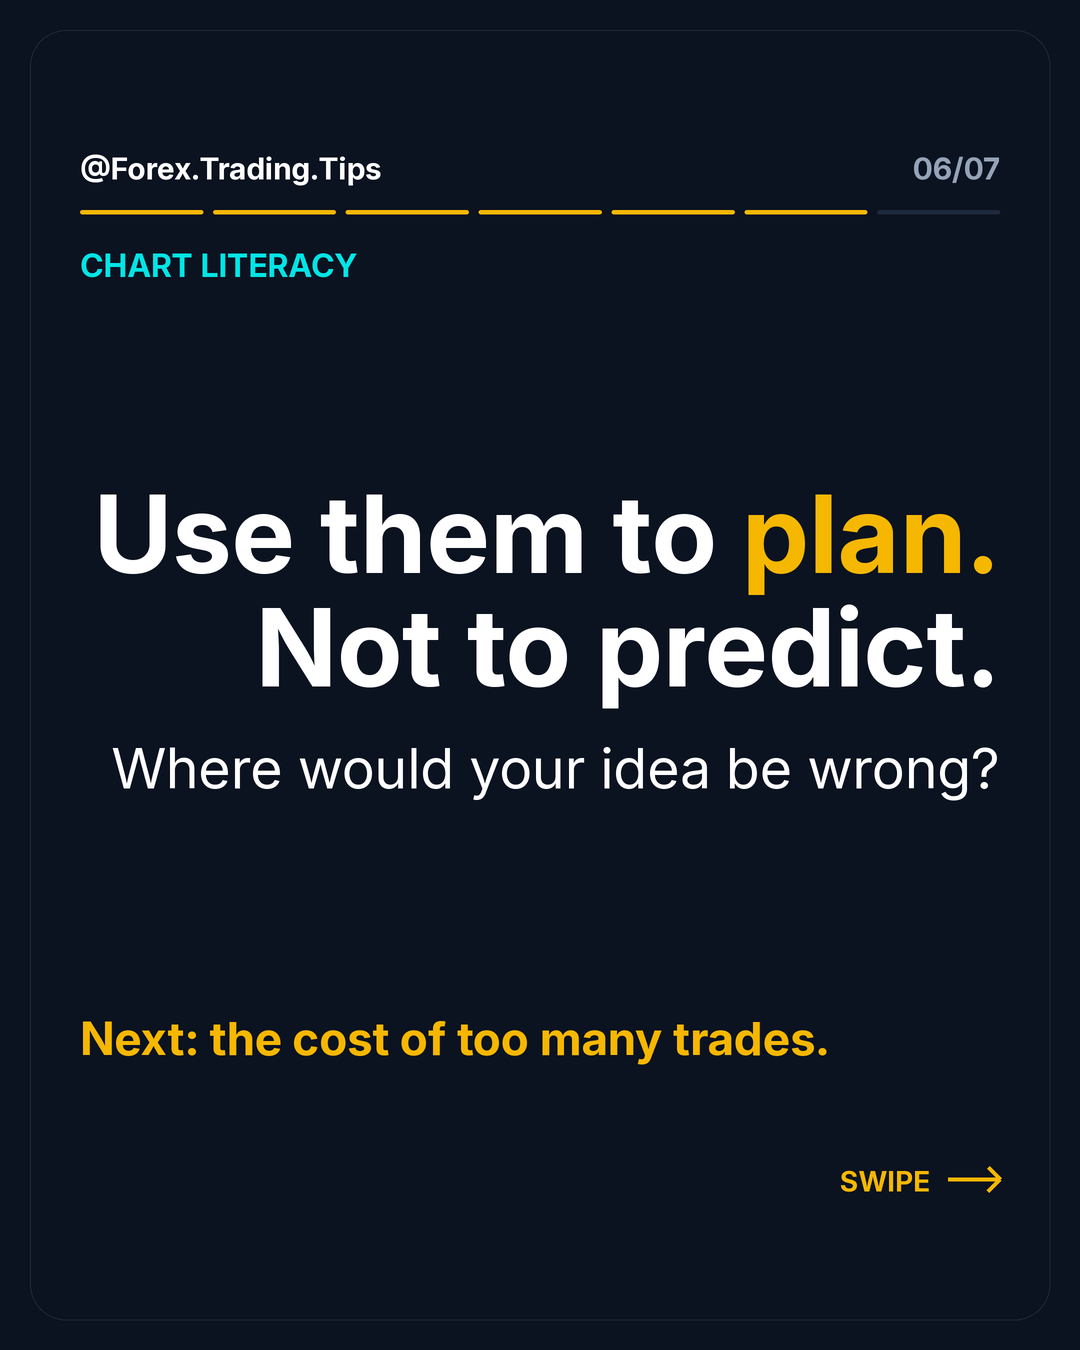 @Forex.Trading.Tips
06/07
CHART LITERACY
Use them to plan.
Not to predict.
Where would your idea be wrong?
Next: the cost of too many trades.
SWIPE